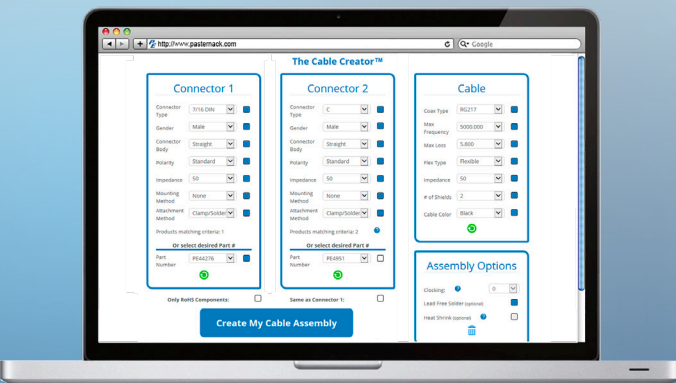 http://www.pasternack.com
Google
The Cable Creator™
Connector 1
Connector Type 7/16 DIN
Gender Male
Connector Body Straight
Polarity Standard
Impedance 50
Mounting Method None
Attachment Method Clamp/Solder
Products matching criteria: 1
Or select desired Part #
Part Number PE44276
Only RoHS Components:
Connector 2
Connector Type C
Gender Male
Connector Body Straight
Polarity Standard
Impedance 50
Mounting Method None
Attachment Method Clamp/Solder
Products matching criteria: 2
?
Or select desired Part #
Part Number PE4951
Same as Connector 1:
Create My Cable Assembly
Cable
Coax Type RG217
Max Frequency 5000.000
Max Loss 5.800
Flex Type Flexible
Impedance 50
# of Shields 2
Cable Color Black
Assembly Options
Clocking: ? 0
Lead Free Solder (optional)
Heat Shrink (optional) ?